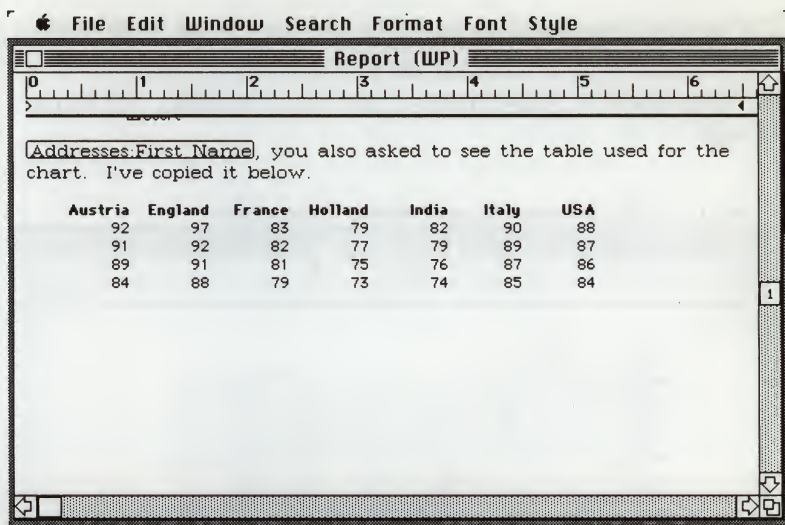 File Edit Window Search Format Font Style
Report (WP)
0 1 2 3 4 5 6
Addresses:First Name, you also asked to see the table used for the
chart. I've copied it below.
Austria England France Holland India Italy USA
92 97 83 79 82 90 88
91 92 82 77 79 89 87
89 91 81 75 76 87 86
84 88 79 73 74 85 84
1